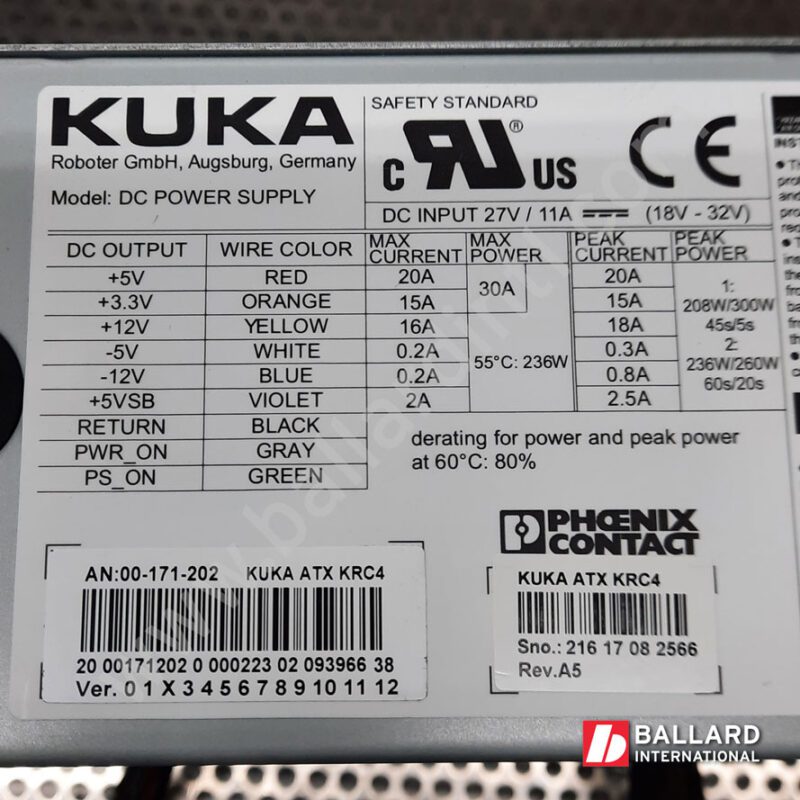 KUKA
Roboter GmbH, Augsburg, Germany
Model: DC POWER SUPPLY
SAFETY STANDARD
c RU US ® CE
DC INPUT 27V / 11A (18V - 32V)
DC OUTPUT WIRE COLOR MAX CURRENT MAX POWER PEAK CURRENT PEAK POWER
+5V RED 20A 30A 20A 1:
+3.3V ORANGE 15A 15A 208W/300W
+12V YELLOW 16A 55°C: 236W 18A 45s/5s
-5V WHITE 0.2A 0.3A 2:
-12V BLUE 0.2A 0.8A 236W/260W
+5VSB VIOLET 2A 2.5A 60s/20s
RETURN BLACK
PWR_ON GRAY
PS_ON GREEN
derating for power and peak power
at 60°C: 80%
PHŒNIX
CONTACT
AN:00-171-202 KUKA ATX KRC4
20 00171202 0 000223 02 093966 38
Ver. 0 1 X 3 4 5 6 7 8 9 10 11 12
KUKA ATX KRC4
Sno.: 216 17 08 2566
Rev.A5
BALLARD
INTERNATIONAL